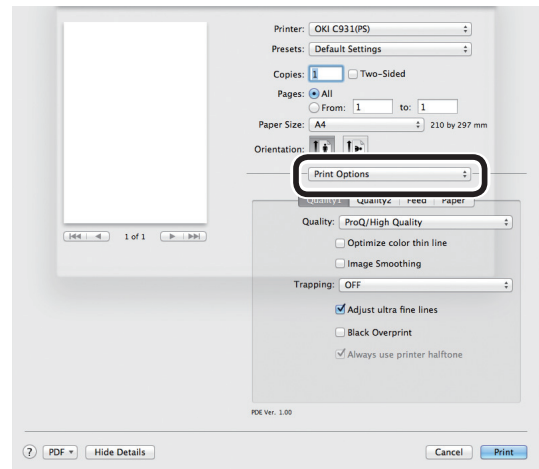 Printer: OKI C931(PS)
Presets: Default Settings
Copies: 1 Two-Sided
Pages: All
From: 1 to: 1
Paper Size: A4 210 by 297 mm
Orientation:
Print Options
Quality1 Quality2 Feed Paper
Quality: ProQ/High Quality
1 of 1
Optimize color thin line
Image Smoothing
Trapping: OFF
Adjust ultra fine lines
Black Overprint
Always use printer halftone
PDE Ver. 1.00
? PDF Hide Details Cancel Print